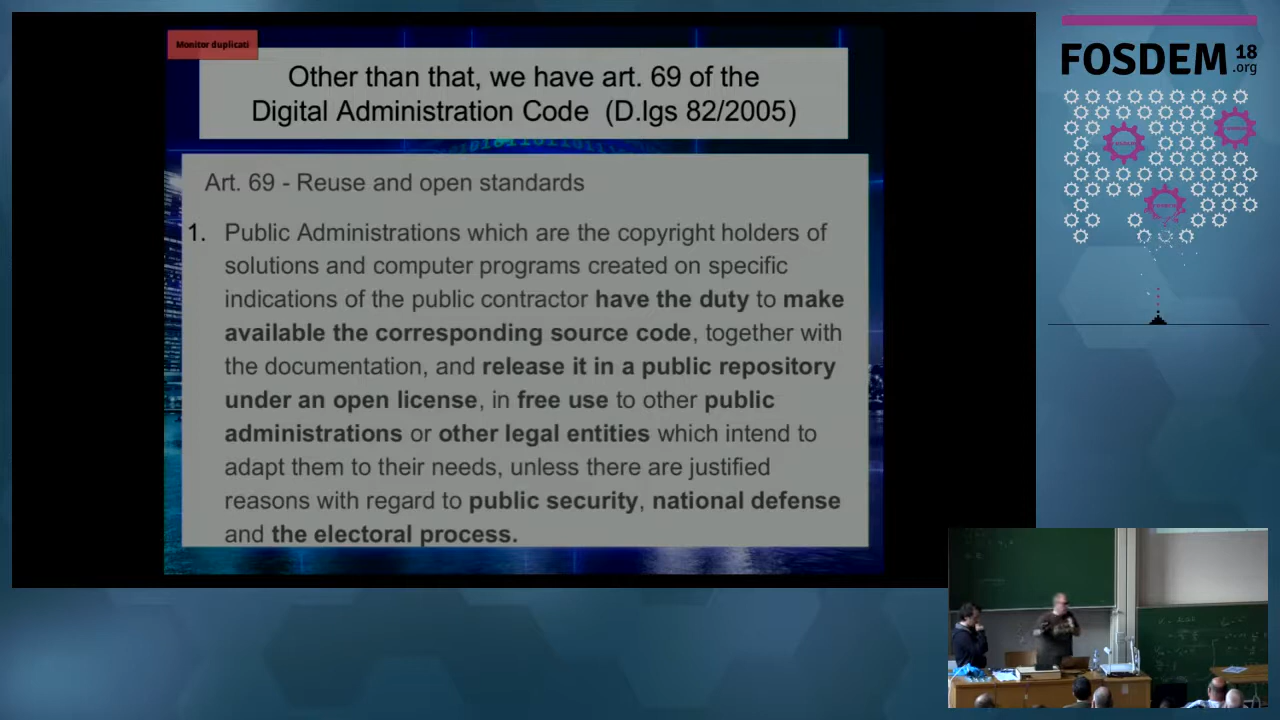 Monitor duplicati
Other than that, we have art. 69 of the
Digital Administration Code (D.lgs 82/2005)
Art. 69 - Reuse and open standards
1. Public Administrations which are the copyright holders of
solutions and computer programs created on specific
indications of the public contractor have the duty to make
available the corresponding source code, together with
the documentation, and release it in a public repository
under an open license, in free use to other public
administrations or other legal entities which intend to
adapt them to their needs, unless there are justified
reasons with regard to public security, national defense
and the electoral process.
FOSDEM 18
.org